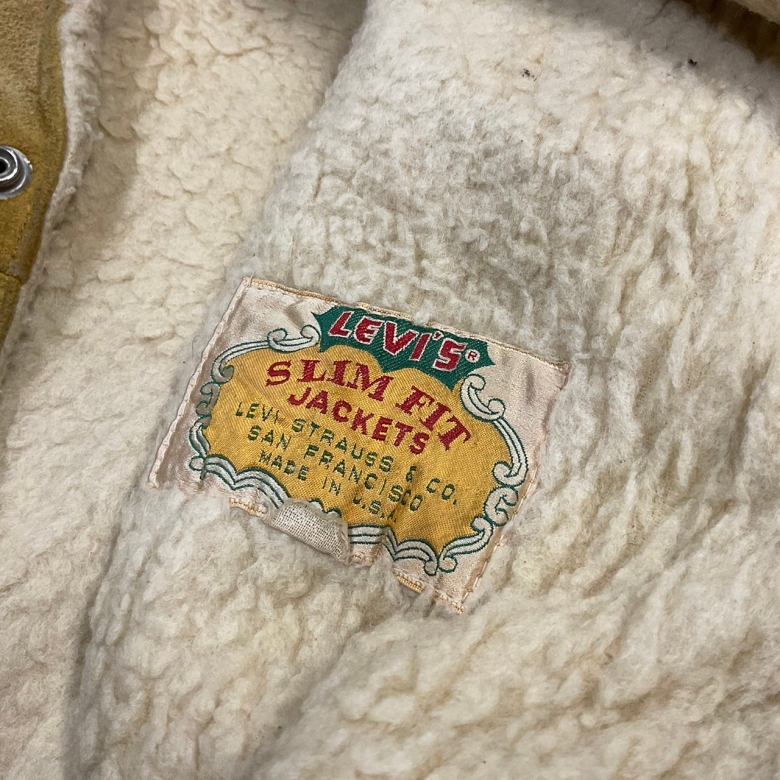 LEVI'S®
SLIM FIT
JACKETS
LEVI STRAUSS & CO.
SAN FRANCISCO
MADE IN U.S.A.